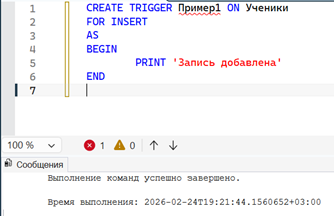 1 CREATE TRIGGER Пример1 ON Ученики
2 FOR INSERT
3 AS
4 BEGIN
5 PRINT 'Запись добавлена'
6 END
7
100 % 1 0
Сообщения
Выполнение команд успешно завершено.
Время выполнения: 2026-02-24T19:21:44.1560652+03:00